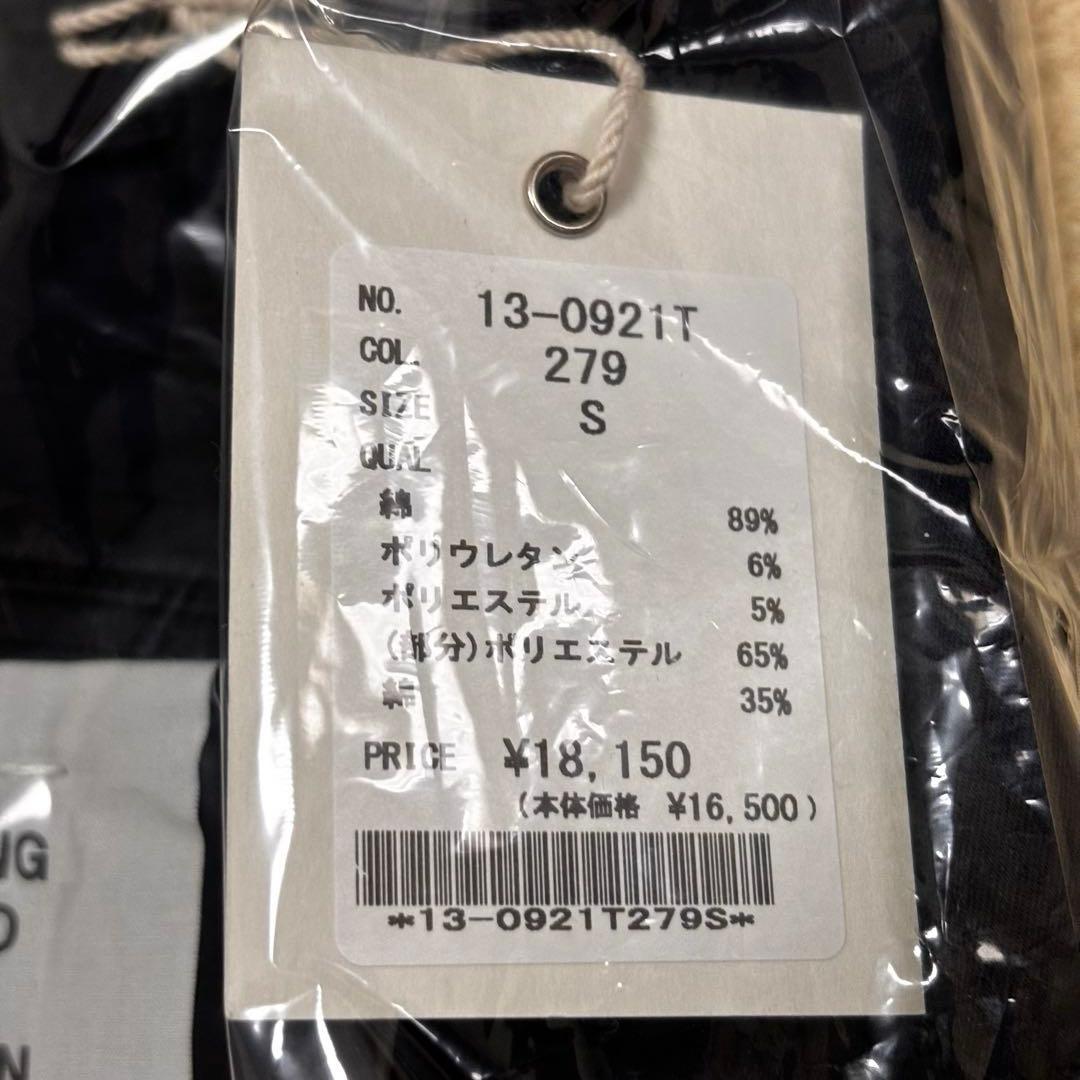 NO. 13-0921T
COL. 279
SIZE S
QUAL
綿 89%
ポリウレタン 6%
ポリエステル 5%
(部分)ポリエステル 65%
綿 35%
PRICE ¥18,150
(本体価格 ¥16,500)
*13-0921T279S*